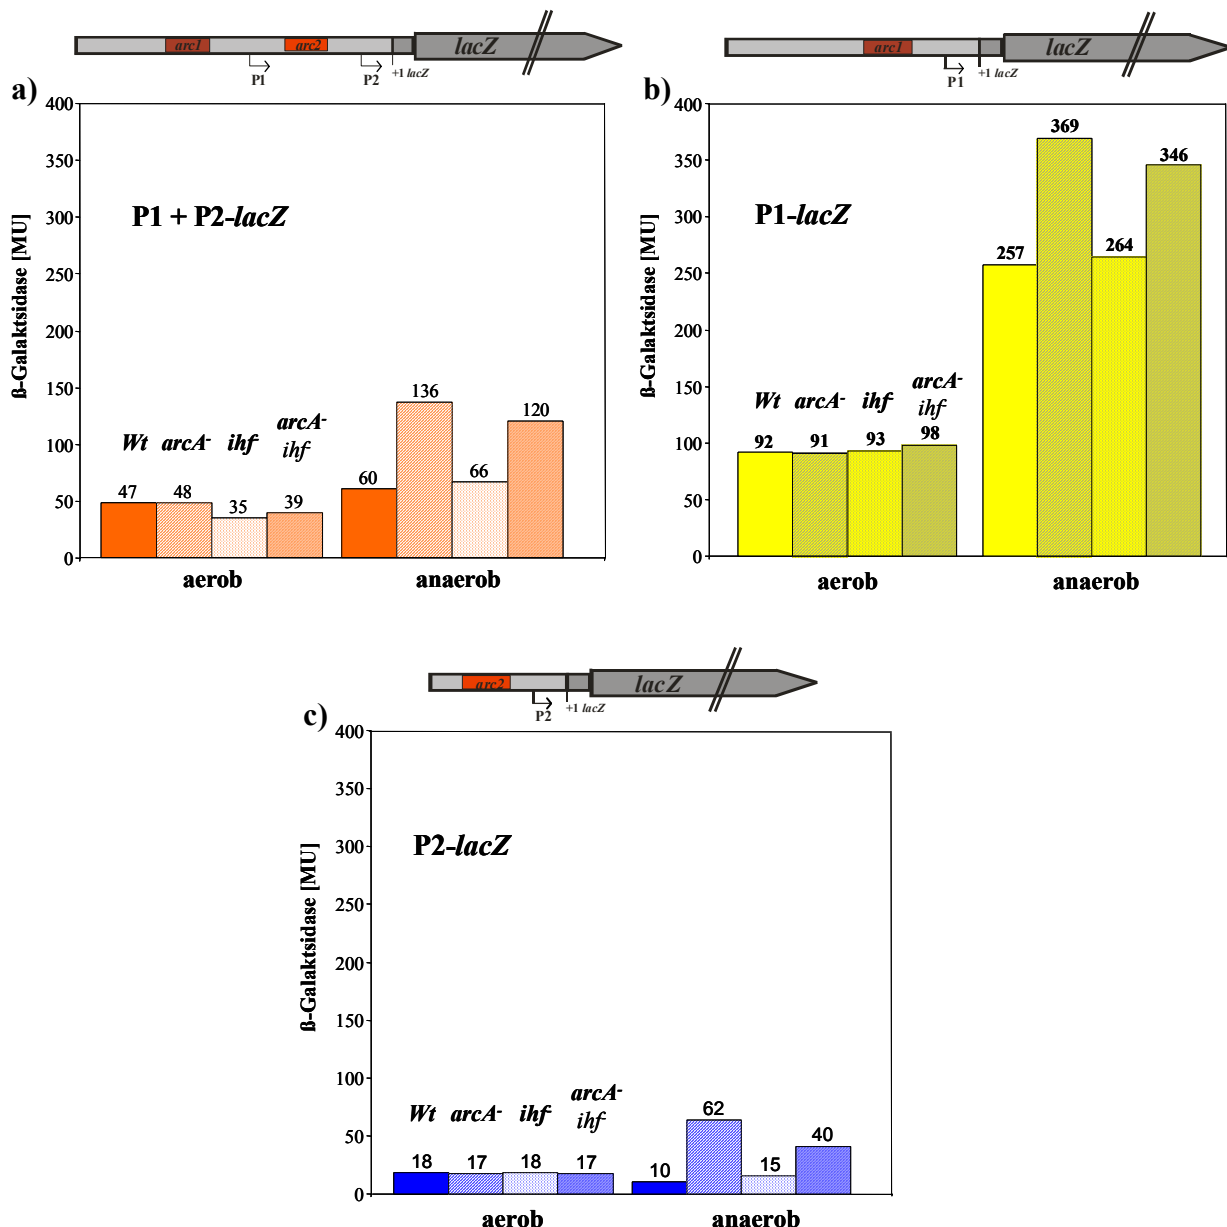 arc1 arc2 lacZ
P1 P2 +1 lacZ
a)
400
350
300
250
200
150
100
50
0
ß-Galaktsidase [MU]
P1 + P2-lacZ
Wt arcA- ihf- arcA-
ihf-
47 48 35 39 60 136 66 120
aerob anaerob
arc1 lacZ
P1 +1 lacZ
b)
400
350
300
250
200
150
100
50
0
ß-Galaktsidase [MU]
P1-lacZ
Wt arcA- ihf- arcA-
ihf-
92 91 93 98 257 369 264 346
aerob anaerob
arc2 lacZ
P2 +1 lacZ
c)
400
350
300
250
200
150
100
50
0
ß-Galaktsidase [MU]
P2-lacZ
Wt arcA- ihf- arcA-
ihf-
18 17 18 17 10 62 15 40
aerob anaerob